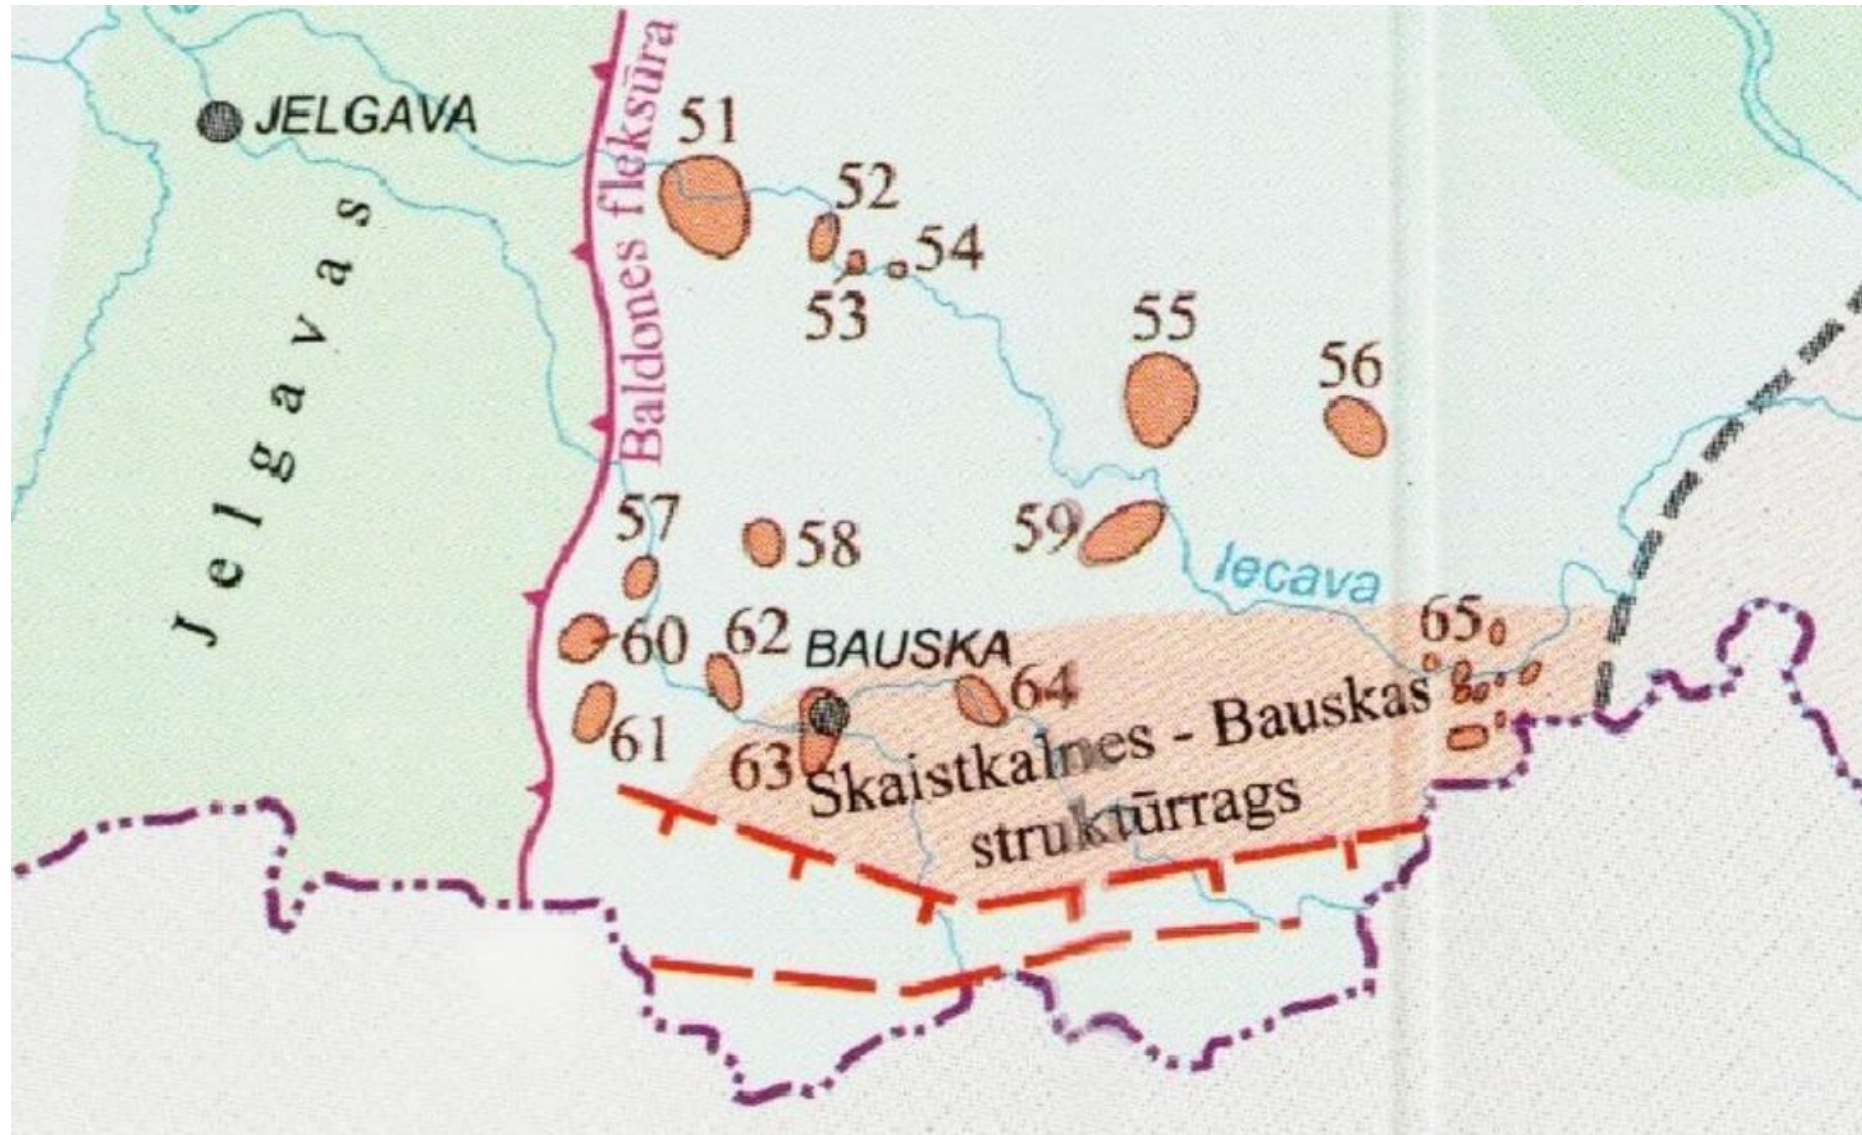 JELGAVA
Jelgavas
Baldones fleksūra
51
52
53
54
55
56
57
58
59
Iecava
60
62
BAUSKA
65
61
63
64
Skaistkalnes - Bauskas
struktūrrags